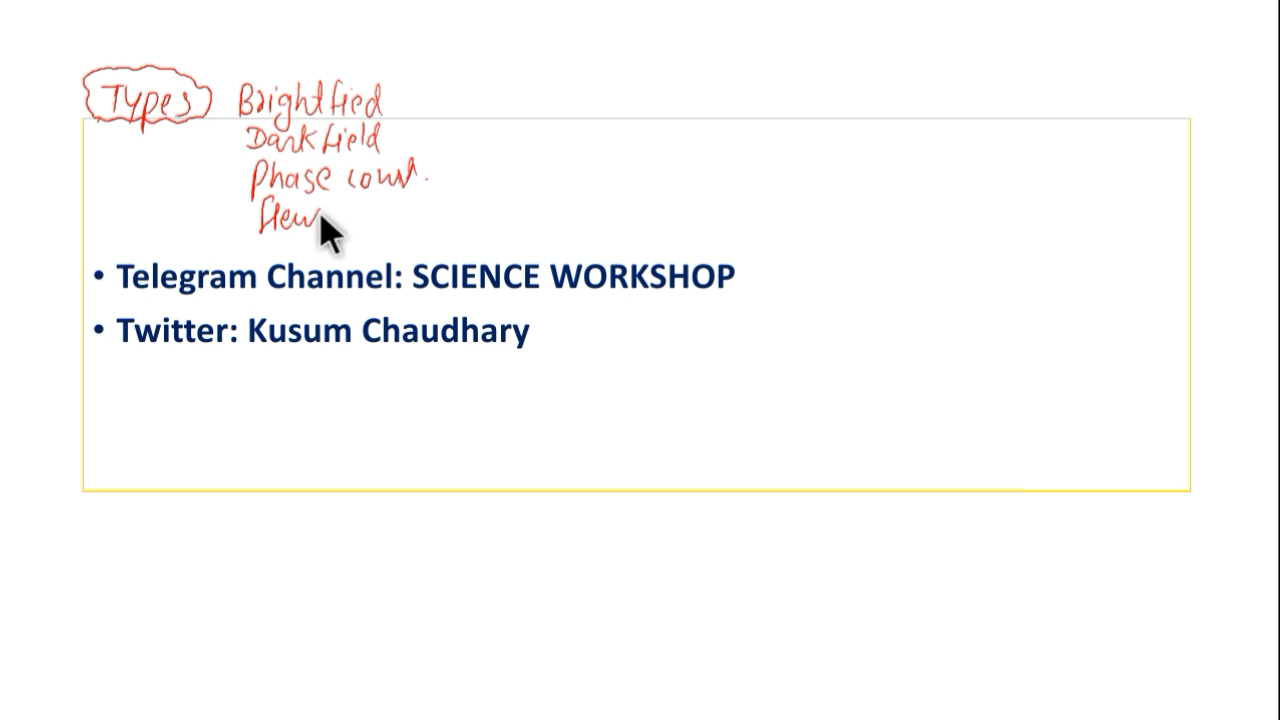 Types Bright fied
Dark field
Phase cont.
• Telegram Channel: SCIENCE WORKSHOP
• Twitter: Kusum Chaudhary